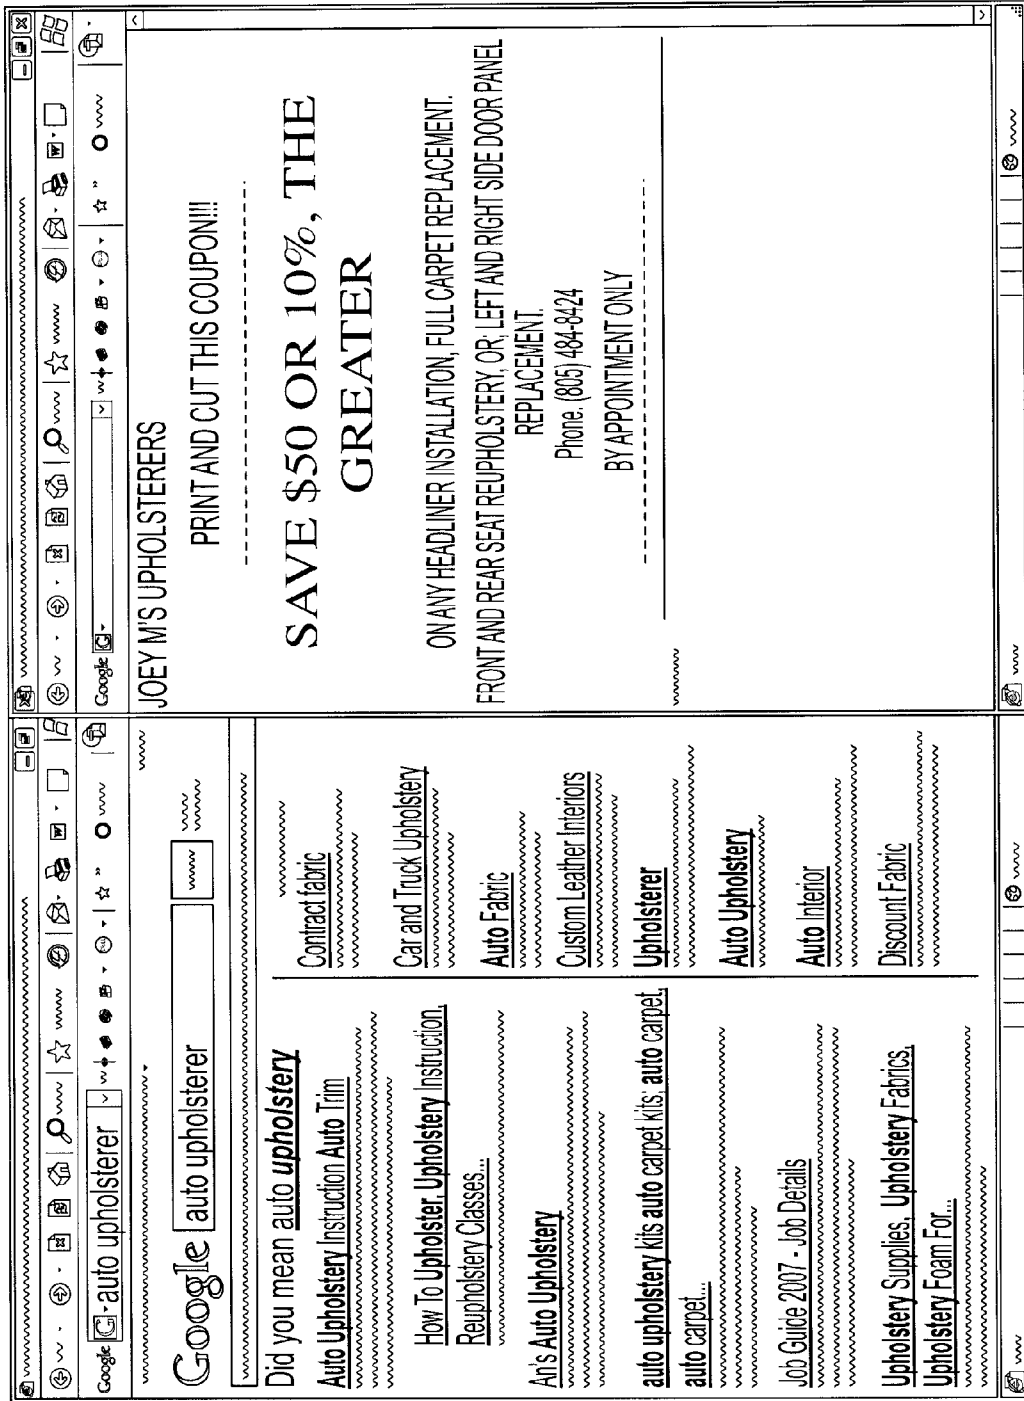 Google G auto upholsterer
Google auto upholsterer
Did you mean auto upholstery
Auto Upholstery Instruction Auto Trim
How To Upholster, Upholstery Instruction,
Reupholstery Classes...
An's Auto Upholstery
auto upholstery kits auto carpet kits; auto carpet,
auto carpet...
Job Guide 2007 - Job Details
Upholstery Supplies, Upholstery Fabrics,
Upholstery Foam For...
Contract fabric
Car and Truck Upholstery
Auto Fabric
Custom Leather Interiors
Upholsterer
Auto Upholstery
Auto Interior
Discount Fabric
Google G
JOEY M'S UPHOLSTERERS
PRINT AND CUT THIS COUPON!!!
SAVE $50 OR 10%, THE
GREATER
ON ANY HEADLINER INSTALLATION, FULL CARPET REPLACEMENT.
FRONT AND REAR SEAT REUPHOLSTERY, OR; LEFT AND RIGHT SIDE DOOR PANEL
REPLACEMENT.
Phone. (805) 484-8424
BY APPOINTMENT ONLY